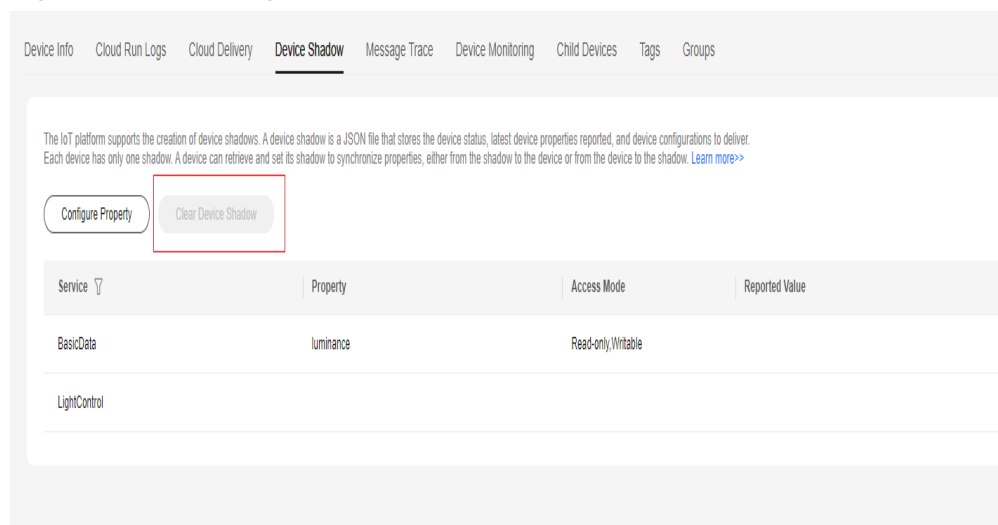 Device Info Cloud Run Logs Cloud Delivery Device Shadow Message Trace Device Monitoring Child Devices Tags Groups
The IoT platform supports the creation of device shadows. A device shadow is a JSON file that stores the device status, latest device properties reported, and device configurations to deliver.
Each device has only one shadow. A device can retrieve and set its shadow to synchronize properties, either from the shadow to the device or from the device to the shadow. Learn more>>
Configure Property Clear Device Shadow
Service Property Access Mode Reported Value
BasicData luminance Read-only,Writable
LightControl